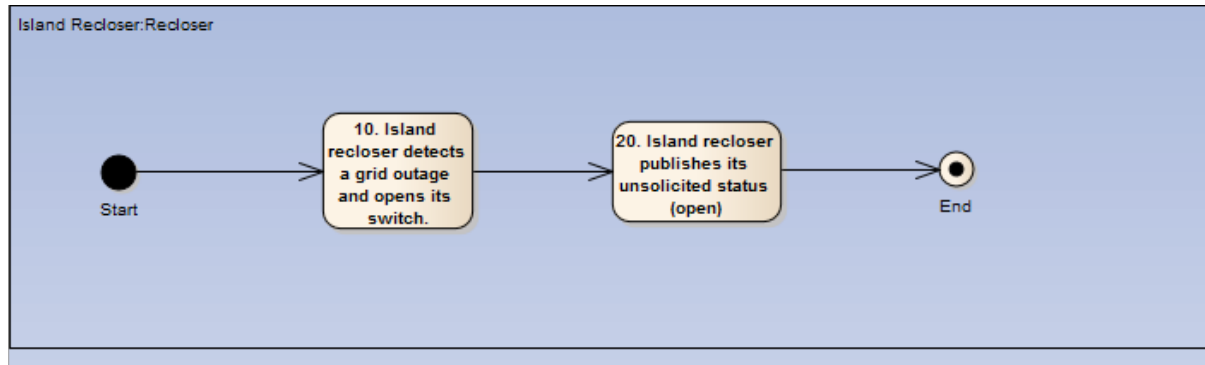 Island Recloser:Recloser
10. Island
recloser detects
a grid outage
and opens its
switch.
20. Island recloser
publishes its
unsolicited status
(open)
Start
End